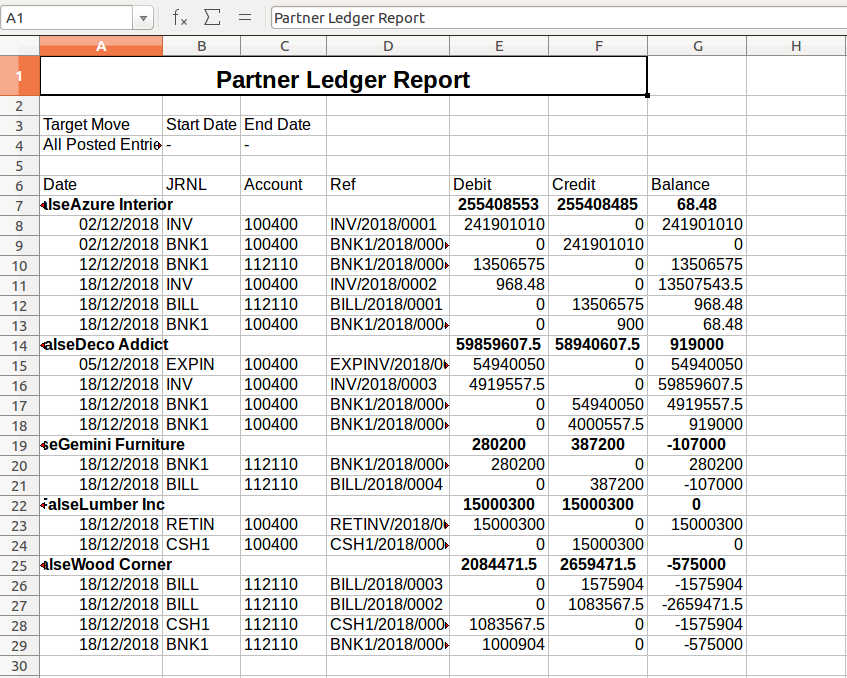 A1 fx Σ = Partner Ledger Report
A B C D E F G H
1 Partner Ledger Report
2
3 Target Move Start Date End Date
4 All Posted Entrie - -
5
6 Date JRNL Account Ref Debit Credit Balance
7 alseAzure Interior 255408553 255408485 68.48
8 02/12/2018 INV 100400 INV/2018/0001 241901010 0 241901010
9 02/12/2018 BNK1 100400 BNK1/2018/000 0 241901010 0
10 12/12/2018 BNK1 112110 BNK1/2018/000 13506575 0 13506575
11 18/12/2018 INV 100400 INV/2018/0002 968.48 0 13507543.5
12 18/12/2018 BILL 112110 BILL/2018/0001 0 13506575 968.48
13 18/12/2018 BNK1 100400 BNK1/2018/000 0 900 68.48
14 alseDeco Addict 59859607.5 58940607.5 919000
15 05/12/2018 EXPIN 100400 EXPINV/2018/0 54940050 0 54940050
16 18/12/2018 INV 100400 INV/2018/0003 4919557.5 0 59859607.5
17 18/12/2018 BNK1 100400 BNK1/2018/000 0 54940050 4919557.5
18 18/12/2018 BNK1 100400 BNK1/2018/000 0 4000557.5 919000
19 seGemini Furniture 280200 387200 -107000
20 18/12/2018 BNK1 112110 BNK1/2018/000 280200 0 280200
21 18/12/2018 BILL 112110 BILL/2018/0004 0 387200 -107000
22 FalseLumber Inc 15000300 15000300 0
23 18/12/2018 RETIN 100400 RETINV/2018/0 15000300 0 15000300
24 18/12/2018 CSH1 100400 CSH1/2018/000 0 15000300 0
25 alseWood Corner 2084471.5 2659471.5 -575000
26 18/12/2018 BILL 112110 BILL/2018/0003 0 1575904 -1575904
27 18/12/2018 BILL 112110 BILL/2018/0002 0 1083567.5 -2659471.5
28 18/12/2018 CSH1 112110 CSH1/2018/000 1083567.5 0 -1575904
29 18/12/2018 BNK1 112110 BNK1/2018/000 1000904 0 -575000
30